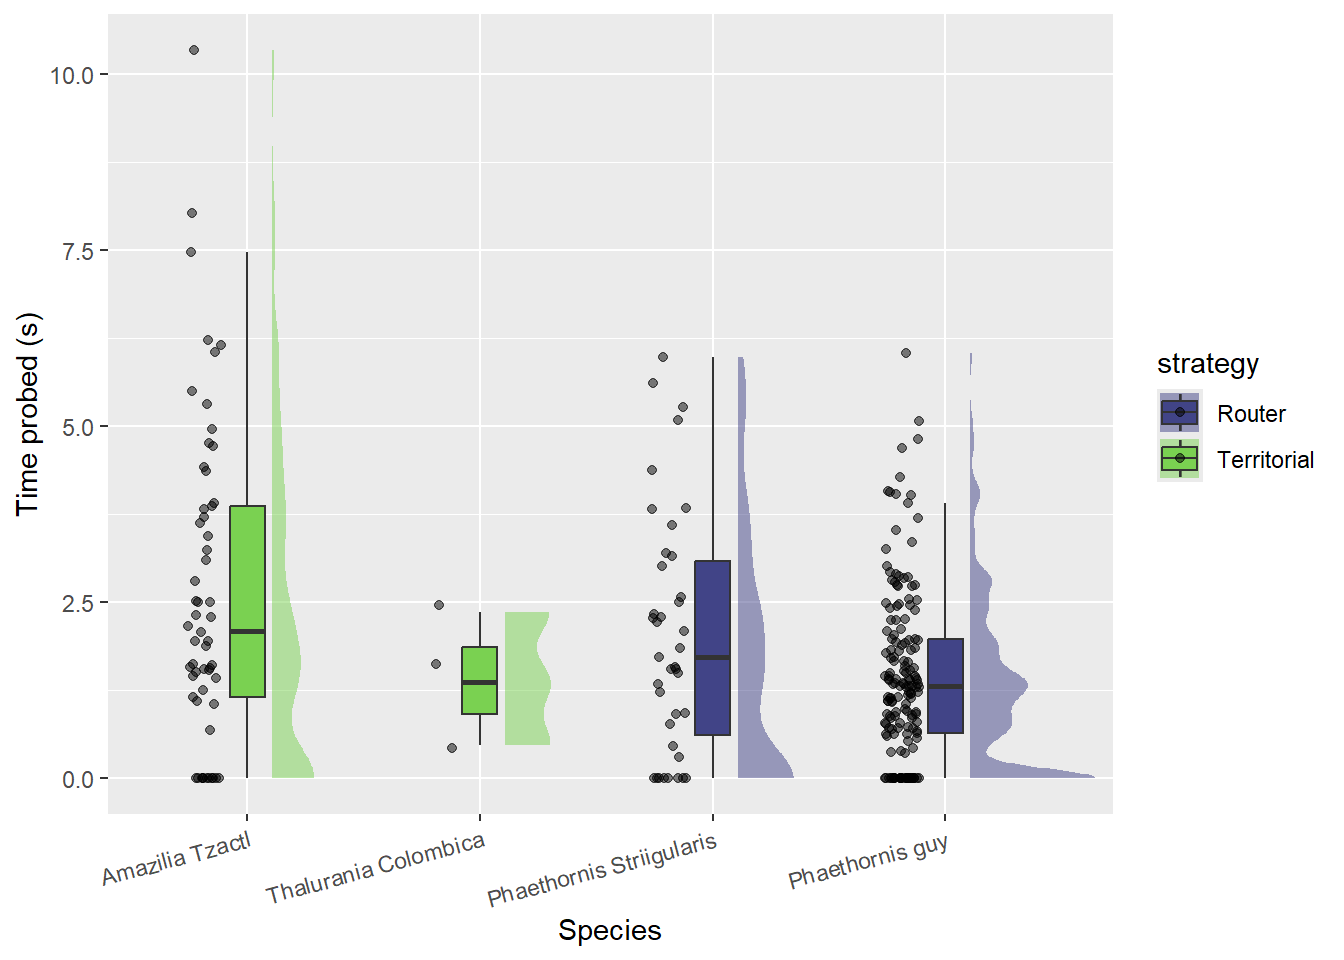 10.0
7.5
5.0
2.5
0.0
Time probed (s)
Amazilia Tzactl
Thalurania Colombica
Phaethornis Striigularis
Phaethornis guy
Species
strategy
Router
Territorial